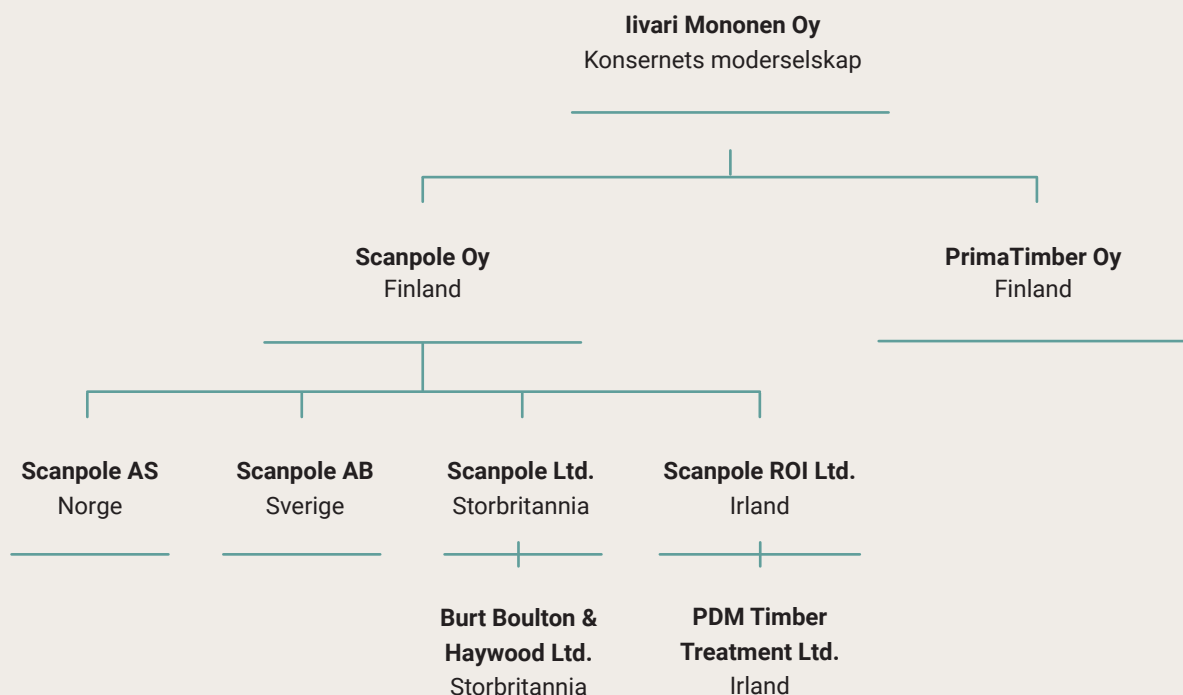 Iivari Mononen Oy
Konsernets moderselskap
Scanpole Oy
Finland
PrimaTimber Oy
Finland
Scanpole AS
Norge
Scanpole AB
Sverige
Scanpole Ltd.
Storbritannia
Scanpole ROI Ltd.
Irland
Burt Boulton &
Haywood Ltd.
Storbritannia
PDM Timber
Treatment Ltd.
Irland